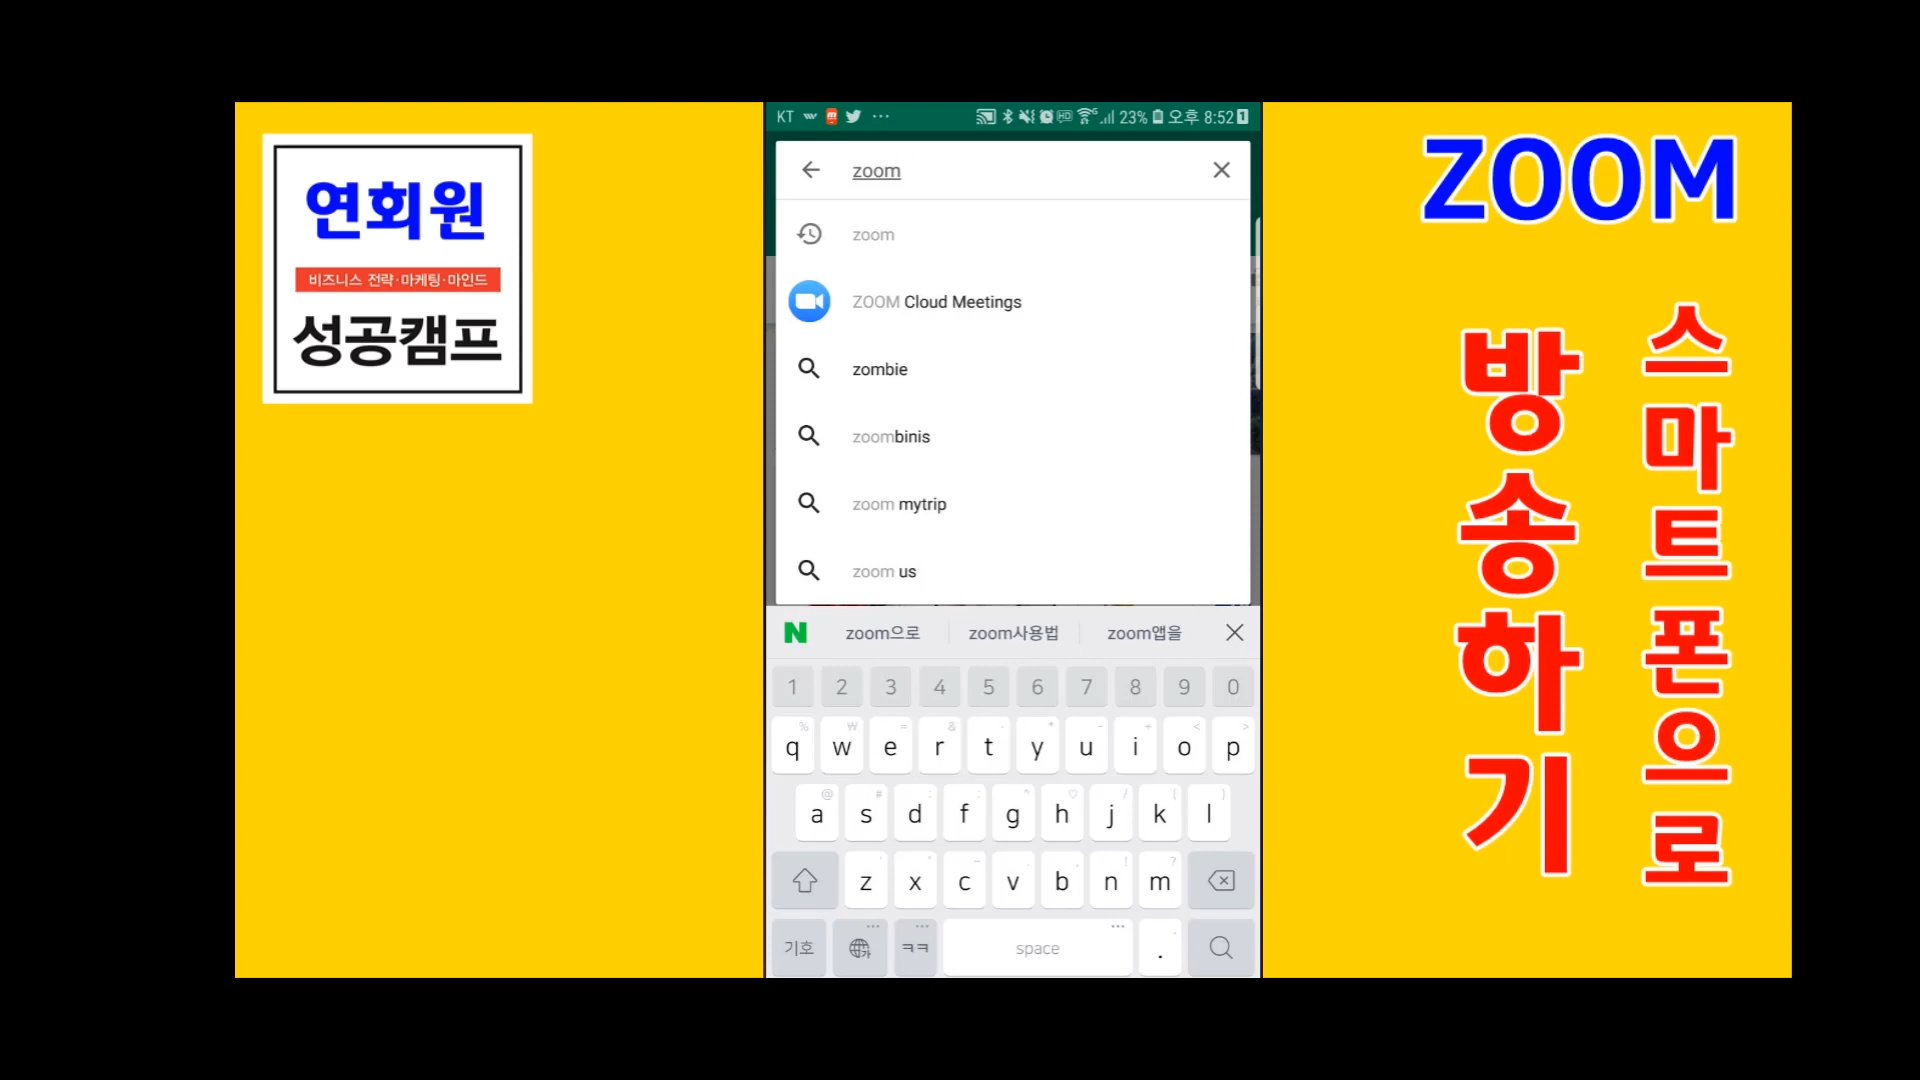 연회원
비즈니스 전략·마케팅·마인드
성공캠프
KT 23% 오후 8:52
zoom
zoom
ZOOM Cloud Meetings
zombie
zoombinis
zoom mytrip
zoom us
zoom으로 zoom사용법 zoom앱을
1 2 3 4 5 6 7 8 9 0
q w e r t y u i o p
a s d f g h j k l
z x c v b n m
기호 가 ㅋㅋ space .
ZOOM
스마트폰으로
방송하기